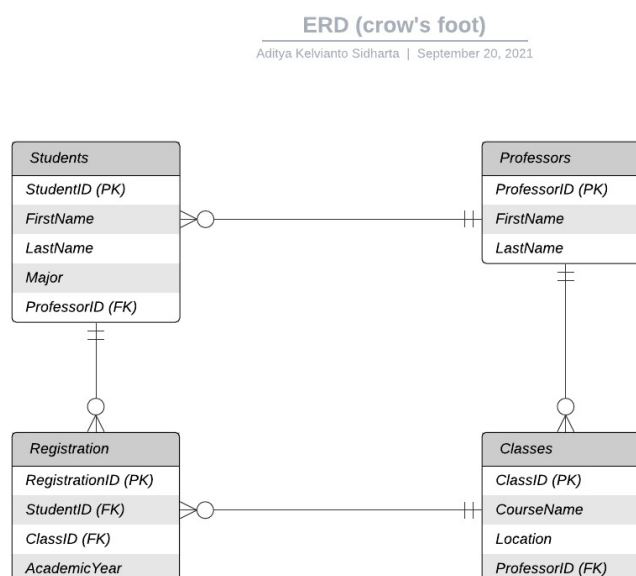 ERD (crow's foot)
Aditya Kelvianto Sidharta | September 20, 2021
Students
StudentID (PK)
FirstName
LastName
Major
ProfessorID (FK)
Professors
ProfessorID (PK)
FirstName
LastName
Registration
RegistrationID (PK)
StudentID (FK)
ClassID (FK)
AcademicYear
Classes
ClassID (PK)
CourseName
Location
ProfessorID (FK)